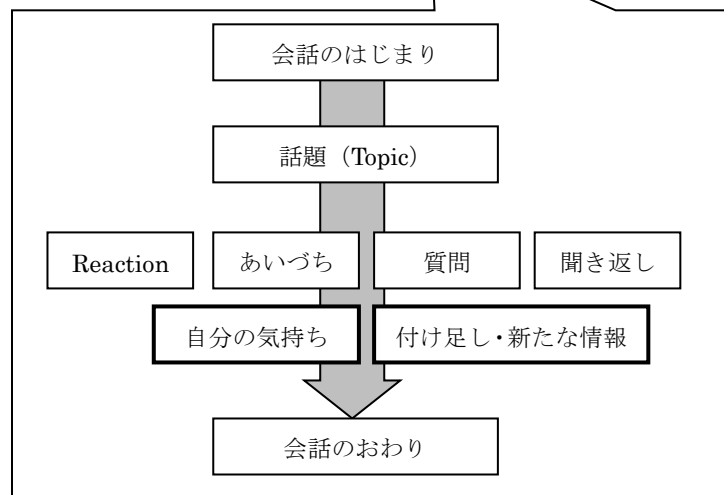 会話のはじまり
話題（Topic）
Reaction あいづち 質問 聞き返し
自分の気持ち 付け足し・新たな情報
会話のおわり